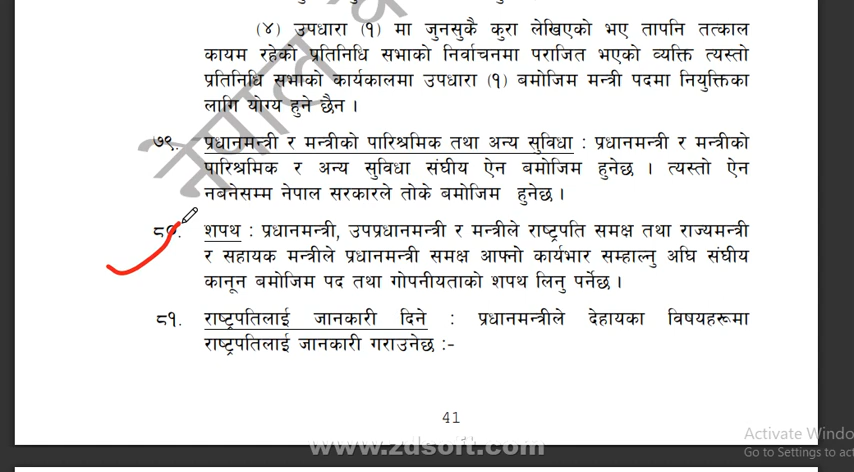 (४) उपधारा (१) मा जुनसुकै कुरा लेखिएको भए तापनि तत्काल
कायम रहेको प्रतिनिधि सभाको निर्वाचनमा पराजित भएको व्यक्ति त्यस्तो
प्रतिनिधि सभाको कार्यकालमा उपधारा (१) बमोजिम मन्त्री पदमा नियुक्तिका
लागि योग्य हुने छैन ।
७९. प्रधानमन्त्री र मन्त्रीको पारिश्रमिक तथा अन्य सुविधा : प्रधानमन्त्री र मन्त्रीको
पारिश्रमिक र अन्य सुविधा संघीय ऐन बमोजिम हुनेछ । त्यस्तो ऐन
नबनेसम्म नेपाल सरकारले तोके बमोजिम हुनेछ ।
८०. शपथ : प्रधानमन्त्री, उपप्रधानमन्त्री र मन्त्रीले राष्ट्रपति समक्ष तथा राज्यमन्त्री
र सहायक मन्त्रीले प्रधानमन्त्री समक्ष आफ्नो कार्यभार सम्हाल्नु अघि संघीय
कानून बमोजिम पद तथा गोपनीयताको शपथ लिनु पर्नेछ ।
८१. राष्ट्रपतिलाई जानकारी दिने : प्रधानमन्त्रीले देहायका विषयहरूमा
राष्ट्रपतिलाई जानकारी गराउनेछ :-
41
नेपाल
www.zdsoft.com
Activate
Go to Settings to